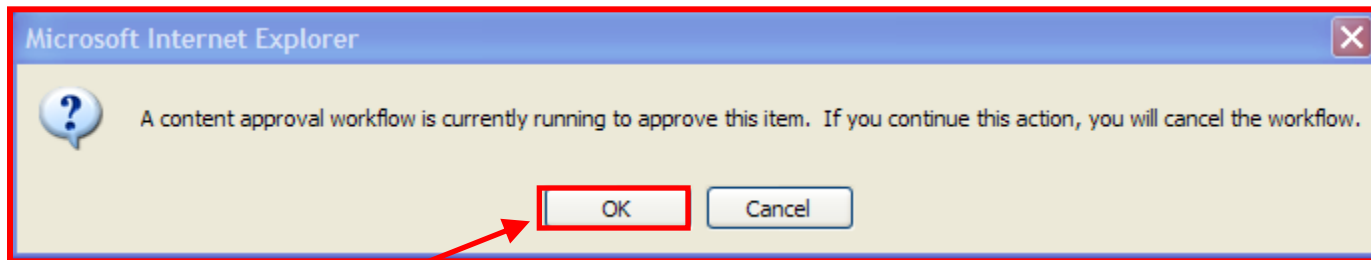 Microsoft Internet Explorer
A content approval workflow is currently running to approve this item.  If you continue this action, you will cancel the workflow.
OK
Cancel